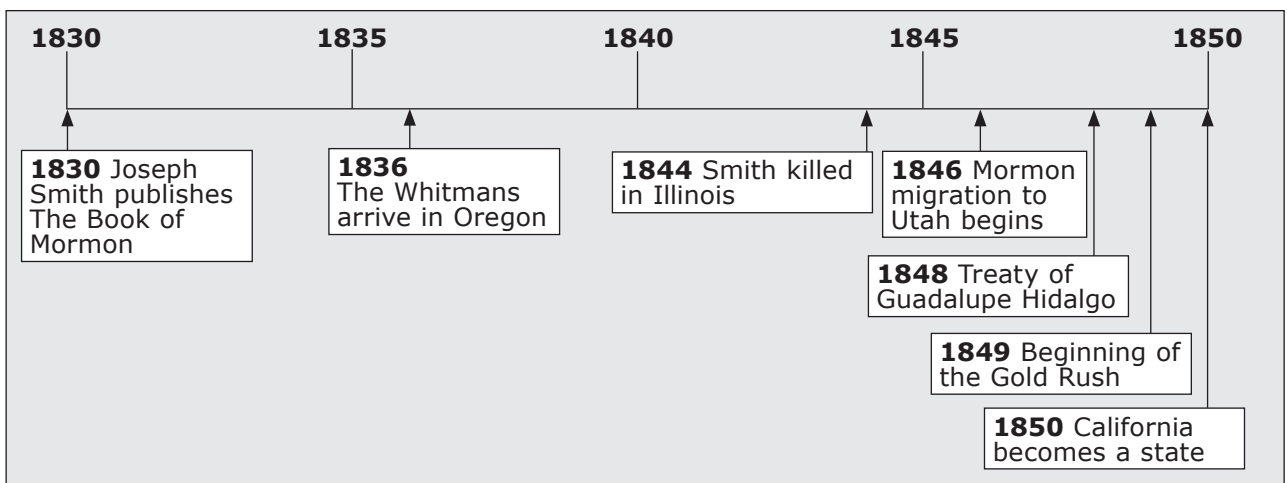 1830 1835 1840 1845 1850
1830 Joseph
Smith publishes
The Book of
Mormon
1836
The Whitmans
arrive in Oregon
1844 Smith killed
in Illinois
1846 Mormon
migration to
Utah begins
1848 Treaty of
Guadalupe Hidalgo
1849 Beginning of
the Gold Rush
1850 California
becomes a state